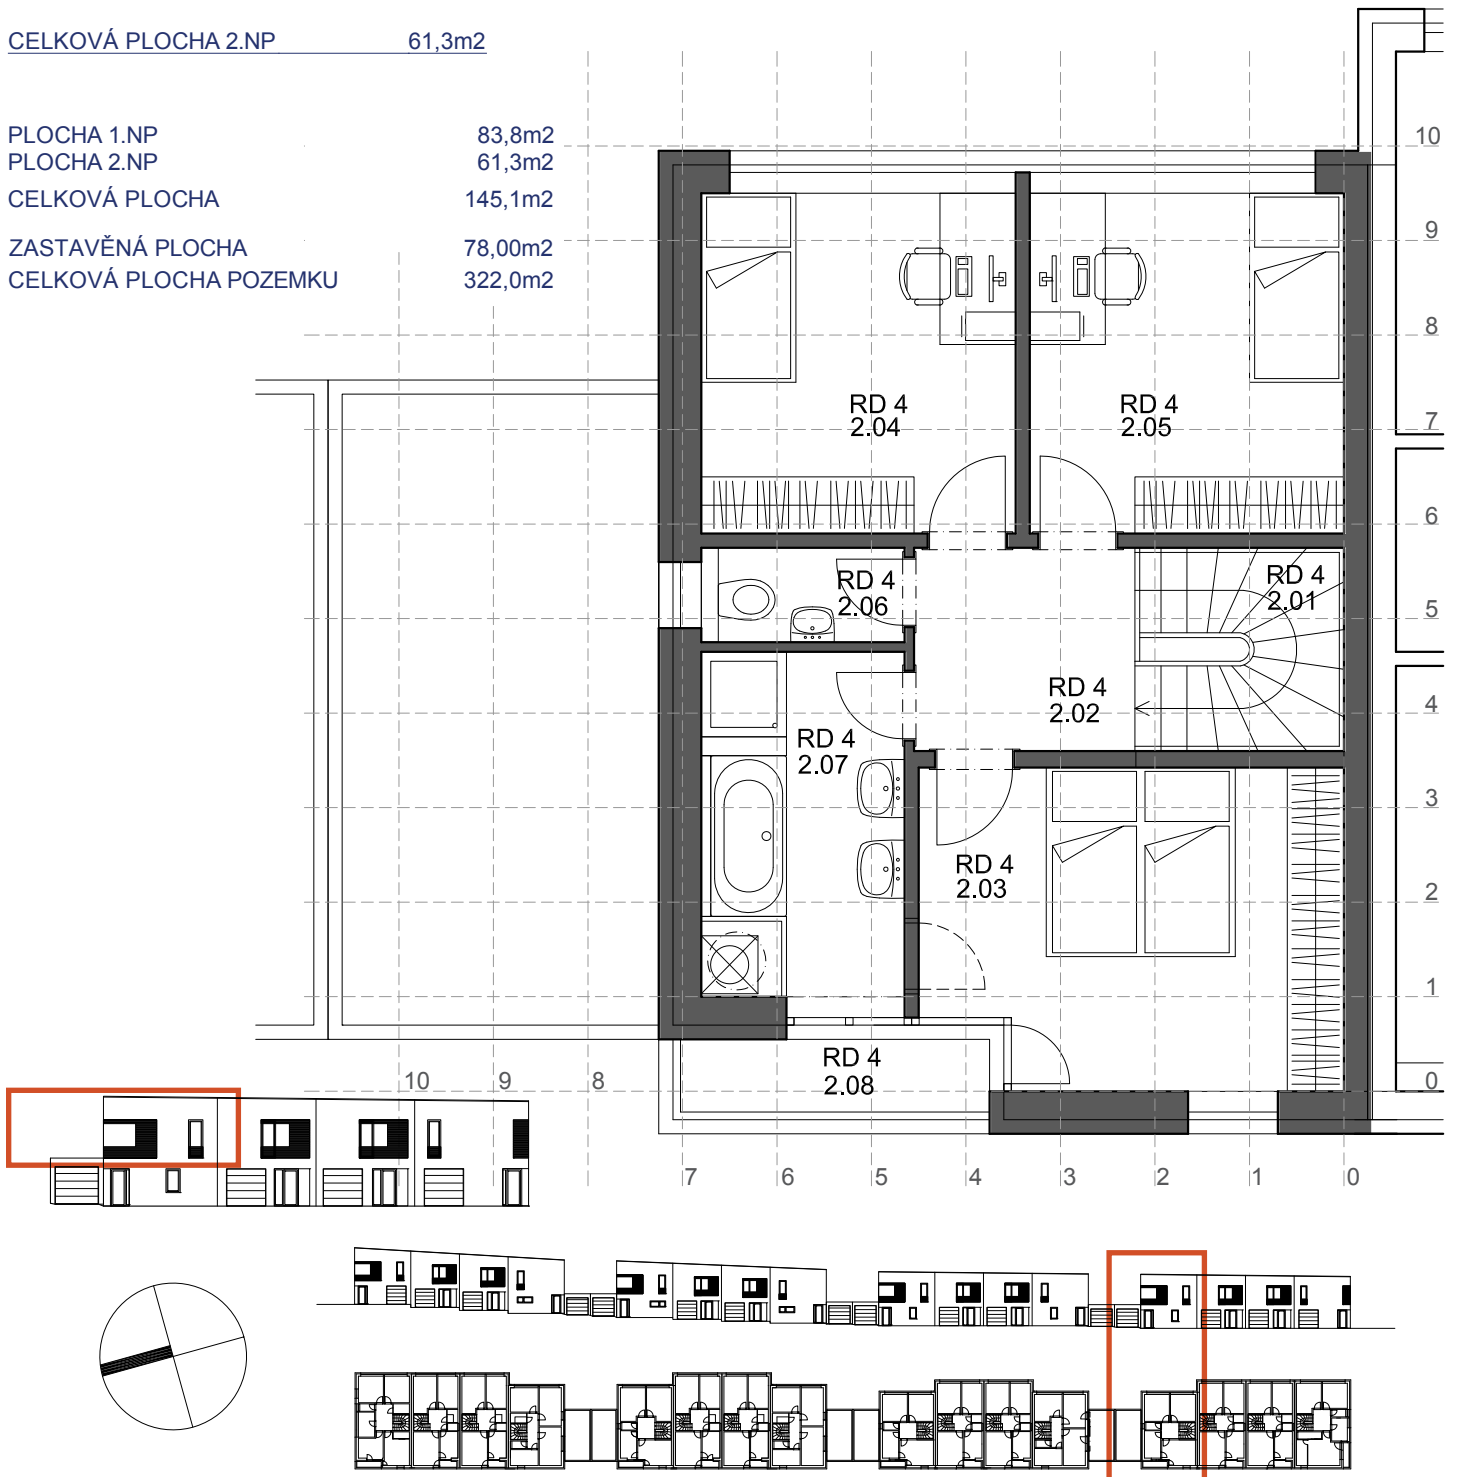 CELKOVÁ PLOCHA 2.NP 61,3m2
PLOCHA 1.NP 83,8m2
PLOCHA 2.NP 61,3m2
CELKOVÁ PLOCHA 145,1m2
ZASTAVĚNÁ PLOCHA 78,00m2
CELKOVÁ PLOCHA POZEMKU 322,0m2
10
9
8
7
6
5
4
3
2
1
0
RD 4
2.04
RD 4
2.05
RD 4
2.06
RD 4
2.01
RD 4
2.02
RD 4
2.07
RD 4
2.03
RD 4
2.08
10 9 8
7 6 5 4 3 2 1 0